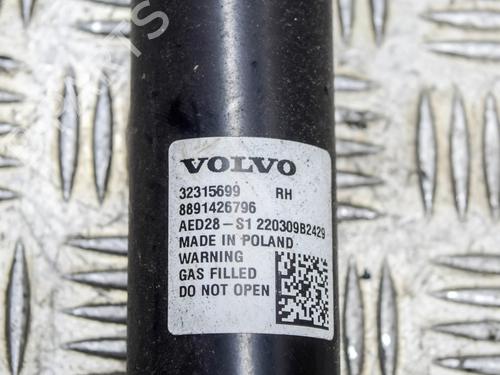 VOLVO
32315699 RH
8891426796
AED28-S1 220309B2429
MADE IN POLAND
WARNING
GAS FILLED
DO NOT OPEN